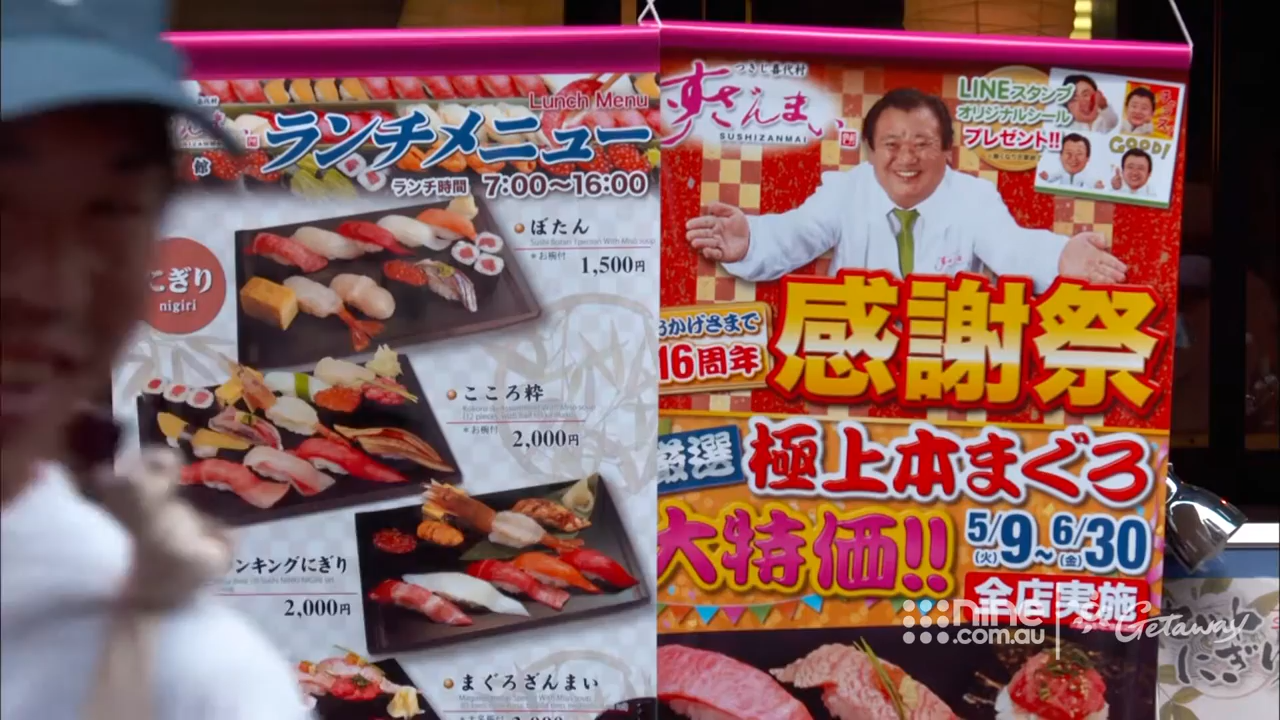 Lunch Menu
ランチメニュー
館
ランチ時間 7:00〜16:00
にぎり
nigiri
ぼたん
*お椀付 1,500円
こころ粋
*お椀付
2,000円
ンキングにぎり
2,000円
まぐろざんまい
つきじ喜代村
すしざんまい
SUSHIZANMAI
LINEスタンプ
オリジナルシール
プレゼント!!
GOOD!
おかげさまで
16周年
感謝祭
厳選 極上本まぐろ
大特価!!
5/9(火)~6/30(金)
全店実施
nine
.com.au
Getaway
にぎり